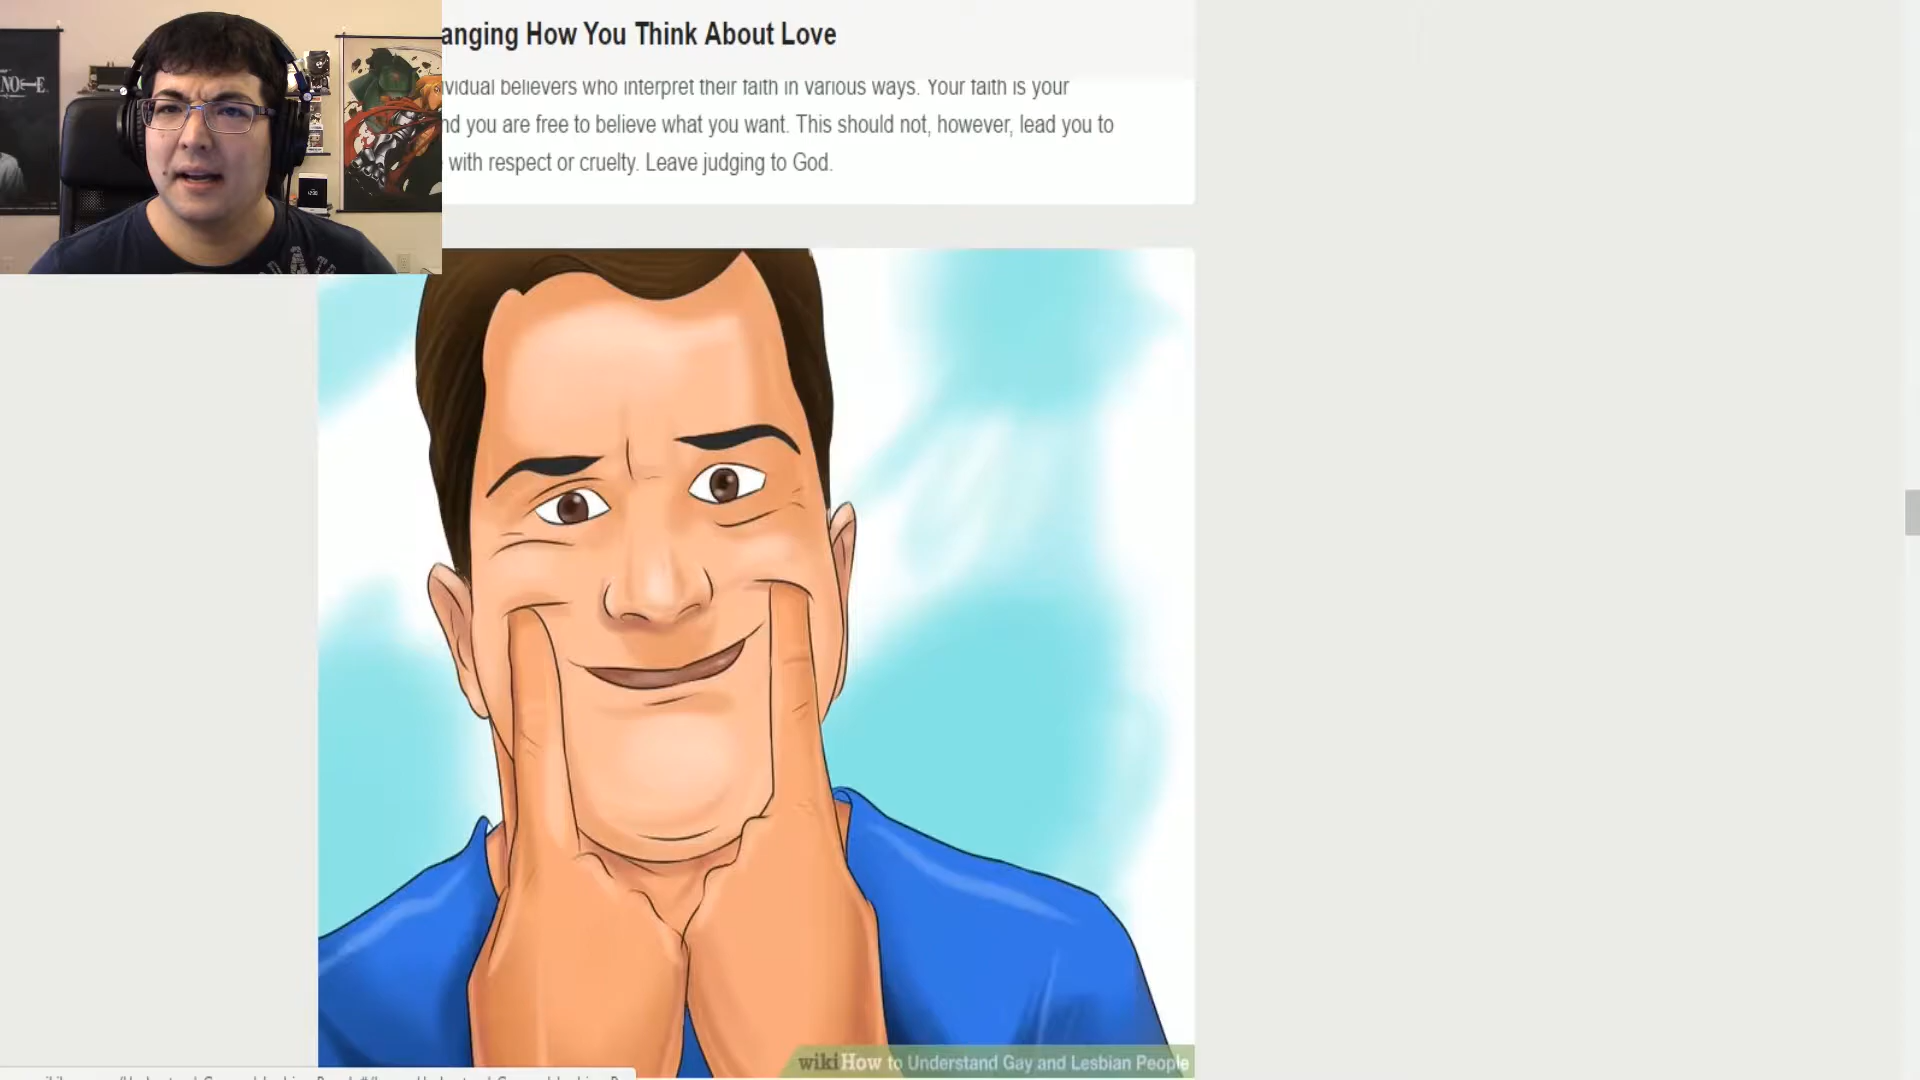 anging How You Think About Love
vidual believers who interpret their faith in various ways. Your faith is your
nd you are free to believe what you want. This should not, however, lead you to
with respect or cruelty. Leave judging to God.
NOTE
wikiHow to Understand Gay and Lesbian People